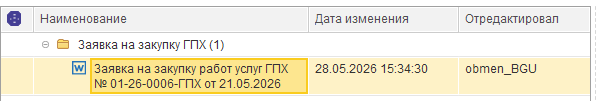 Наименование Дата изменения Отредактировал
Заявка на закупку ГПХ (1)
Заявка на закупку работ услуг ГПХ 28.05.2026 15:34:30 obmen_BGU
№ 01-26-0006-ГПХ от 21.05.2026